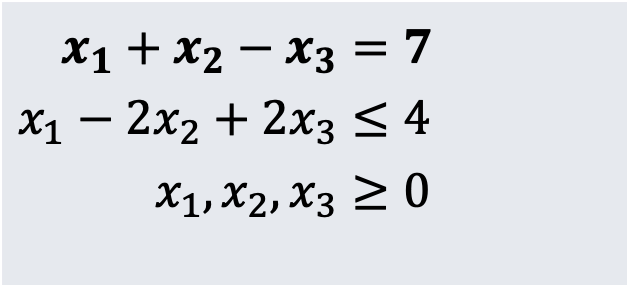 x₁ + x₂ − x₃ = 7
x₁ − 2x₂ + 2x₃ ≤ 4
x₁, x₂, x₃ ≥ 0